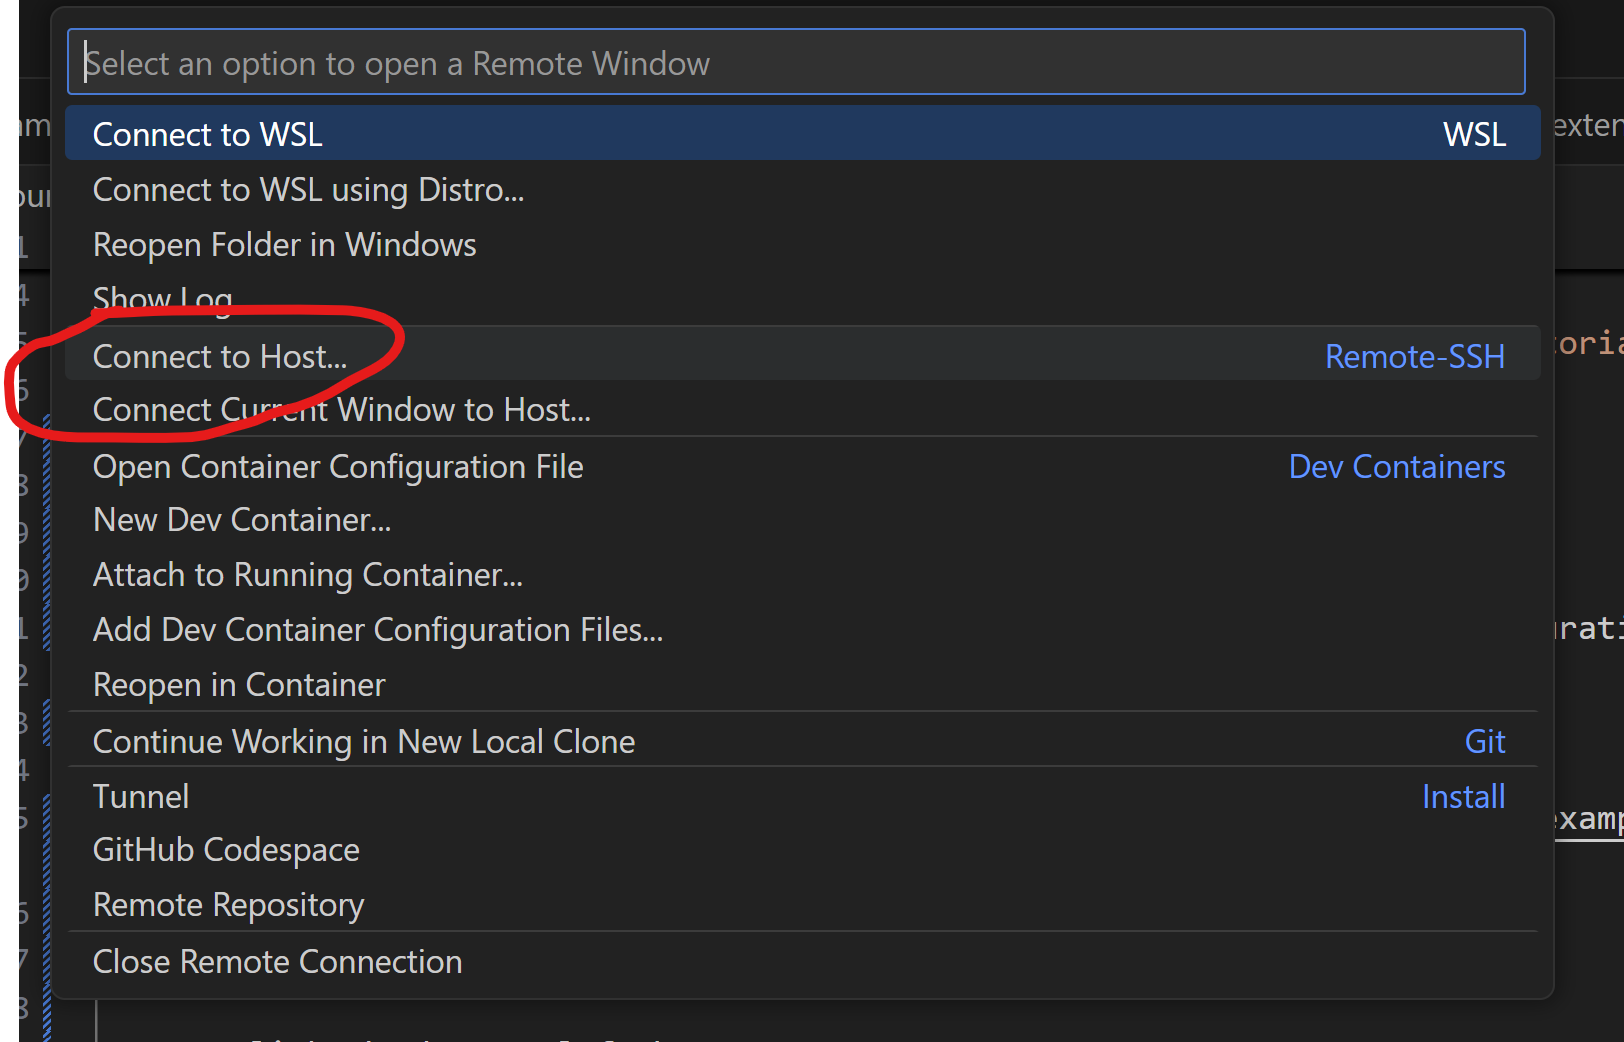 Select an option to open a Remote Window
Connect to WSL WSL
Connect to WSL using Distro...
Reopen Folder in Windows
Show Log
Connect to Host... Remote-SSH
Connect Current Window to Host...
Open Container Configuration File Dev Containers
New Dev Container...
Attach to Running Container...
Add Dev Container Configuration Files...
Reopen in Container
Continue Working in New Local Clone Git
Tunnel Install
GitHub Codespace
Remote Repository
Close Remote Connection